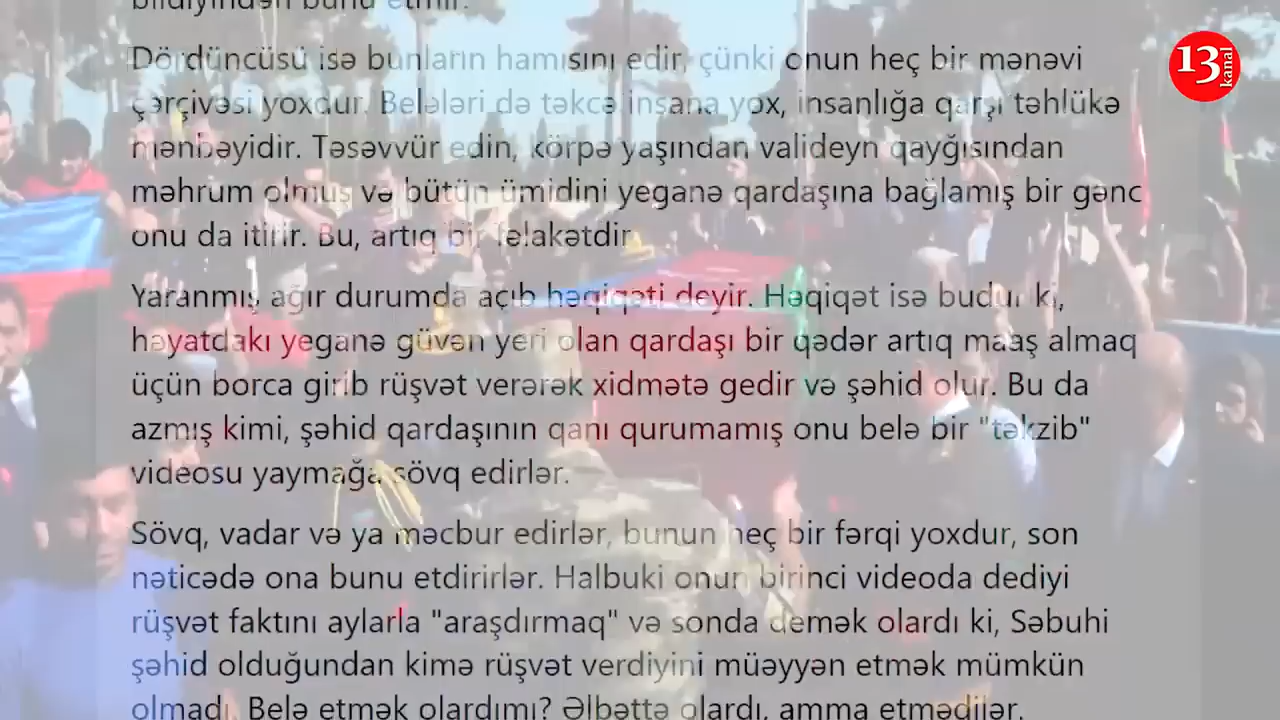 bildiyindən bunu etmir.
Dördüncüsü isə bunların hamısını edir, çünki onun heç bir mənəvi
çərçivəsi yoxdur. Belələri də təkcə insana yox, insanlığa qarşı təhlükə
mənbəyidir. Təsəvvür edin, körpə yaşından valideyn qayğısından
məhrum olmuş və bütün ümidini yeganə qardaşına bağlamış bir gənc
onu da itirir. Bu, artıq bir fəlakətdir.
Yaranmış ağır durumda açıb həqiqəti deyir. Həqiqət isə budur ki,
həyatdakı yeganə güvən yeri olan qardaşı bir qədər artıq maaş almaq
üçün borca girib rüşvət verərək xidmətə gedir və şəhid olur. Bu da
azmış kimi, şəhid qardaşının qanı qurumamış onu belə bir "təkzib"
videosu yaymağa sövq edirlər.
Sövq, vadar və ya məcbur edirlər, bunun heç bir fərqi yoxdur, son
nəticədə ona bunu etdirirlər. Halbuki onun birinci videoda dediyi
rüşvət faktını aylarla "araşdırmaq" və sonda demək olardı ki, Səbuhi
şəhid olduğundan kimə rüşvət verdiyini müəyyən etmək mümkün
olmadı. Belə etmək olardımı? Əlbəttə olardı, amma etmədilər.
13
kanal